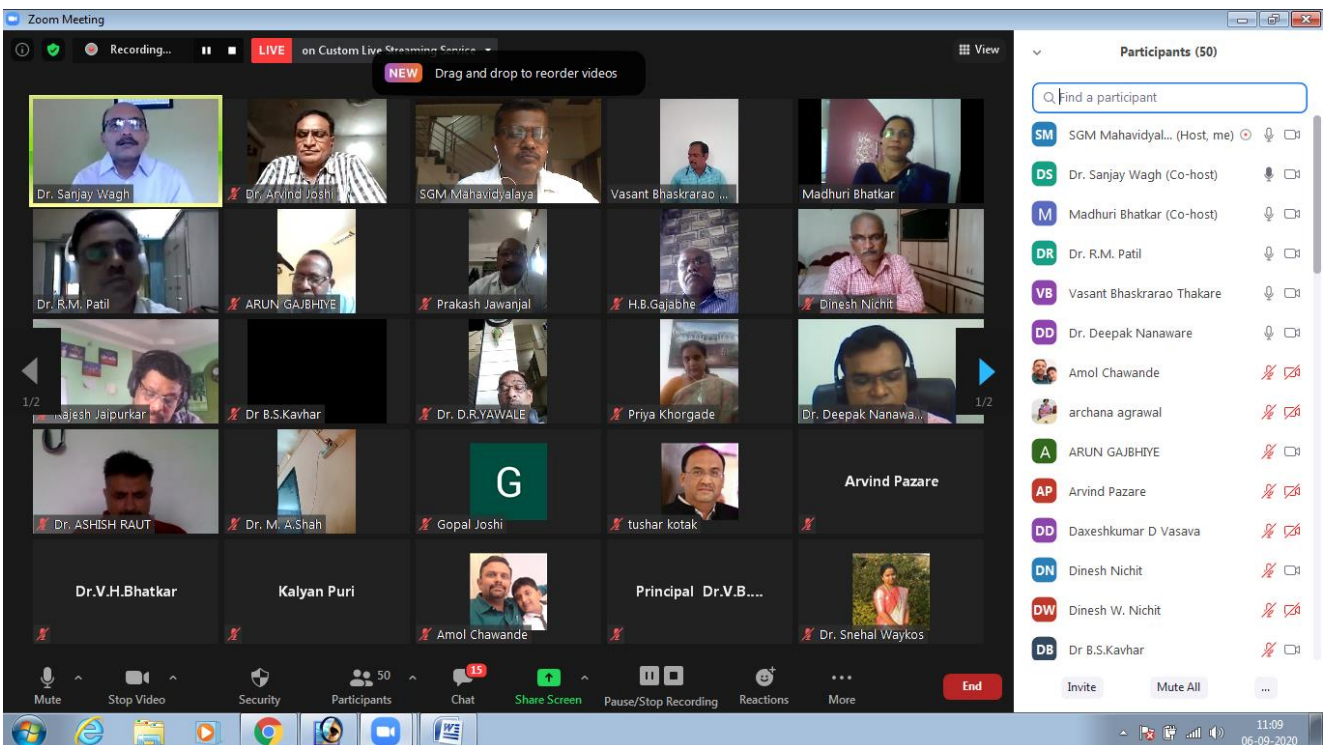 Zoom Meeting
Recording...
LIVE on Custom Live Streaming Service
View
NEW Drag and drop to reorder videos
Dr. Sanjay Wagh
Dr. Arvind Joshi
SGM Mahavidyalaya
Vasant Bhaskrarao ...
Madhuri Bhatkar
Dr. R.M. Patil
ARUN GAJBHIYE
Prakash Jawanjal
H.B.Gajabhe
Dinesh Nichit
1/2
Rajesh Jaipurkar
Dr B.S.Kavhar
Dr. D.R.YAWALE
Priya Khorgade
Dr. Deepak Nanawa...
1/2
Dr. ASHISH RAUT
Dr. M. A.Shah
G
Gopal Joshi
tushar kotak
Arvind Pazare
Dr.V.H.Bhatkar
Kalyan Puri
Amol Chawande
Principal Dr.V.B....
Dr. Snehal Waykos
Mute
Stop Video
Security
50
Participants
15
Chat
Share Screen
Pause/Stop Recording
Reactions
More
End
Participants (50)
Find a participant
SM SGM Mahavidyal... (Host, me)
DS Dr. Sanjay Wagh (Co-host)
M Madhuri Bhatkar (Co-host)
DR Dr. R.M. Patil
VB Vasant Bhaskrarao Thakare
DD Dr. Deepak Nanaware
Amol Chawande
archana agrawal
A ARUN GAJBHIYE
AP Arvind Pazare
DD Daxeshkumar D Vasava
DN Dinesh Nichit
DW Dinesh W. Nichit
DB Dr B.S.Kavhar
Invite
Mute All
...
11:09
06-09-2020